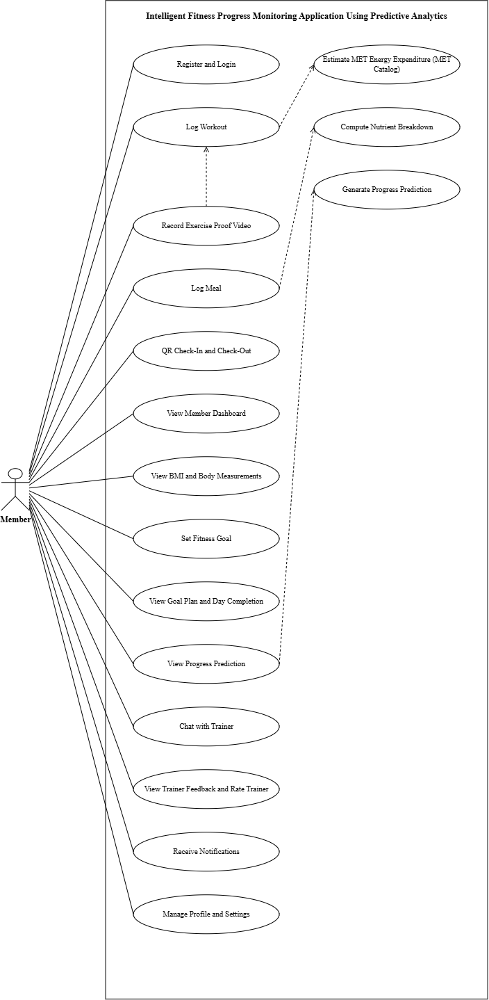 Intelligent Fitness Progress Monitoring Application Using Predictive Analytics
Register and Login
Estimate MET Energy Expenditure (MET
Catalog)
Log Workout
Compute Nutrient Breakdown
Generate Progress Prediction
Record Exercise Proof Video
Log Meal
QR Check-In and Check-Out
View Member Dashboard
View BMI and Body Measurements
Member
Set Fitness Goal
View Goal Plan and Day Completion
View Progress Prediction
Chat with Trainer
View Trainer Feedback and Rate Trainer
Receive Notifications
Manage Profile and Settings